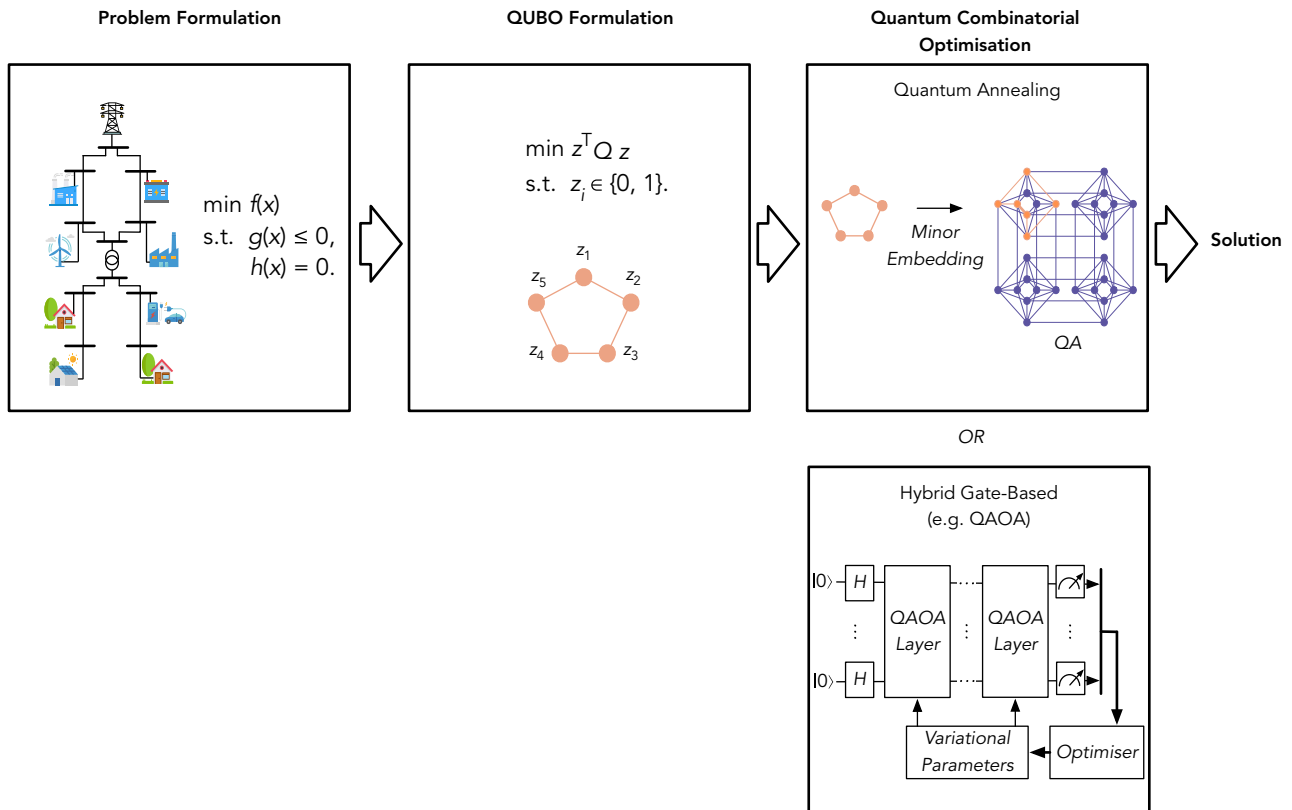 Problem Formulation
QUBO Formulation
Quantum Combinatorial
Optimisation
min f(x)
s.t. g(x) ≤ 0,
h(x) = 0.
min zᵀQ z
s.t. zᵢ ∈ {0, 1}.
z₁
z₅
z₂
z₄
z₃
Quantum Annealing
Minor
Embedding
QA
Solution
OR
Hybrid Gate-Based
(e.g. QAOA)
|0⟩ H QAOA Layer ···· QAOA Layer
⋮ ⋮ ⋮
|0⟩ H ····
Variational
Parameters
Optimiser